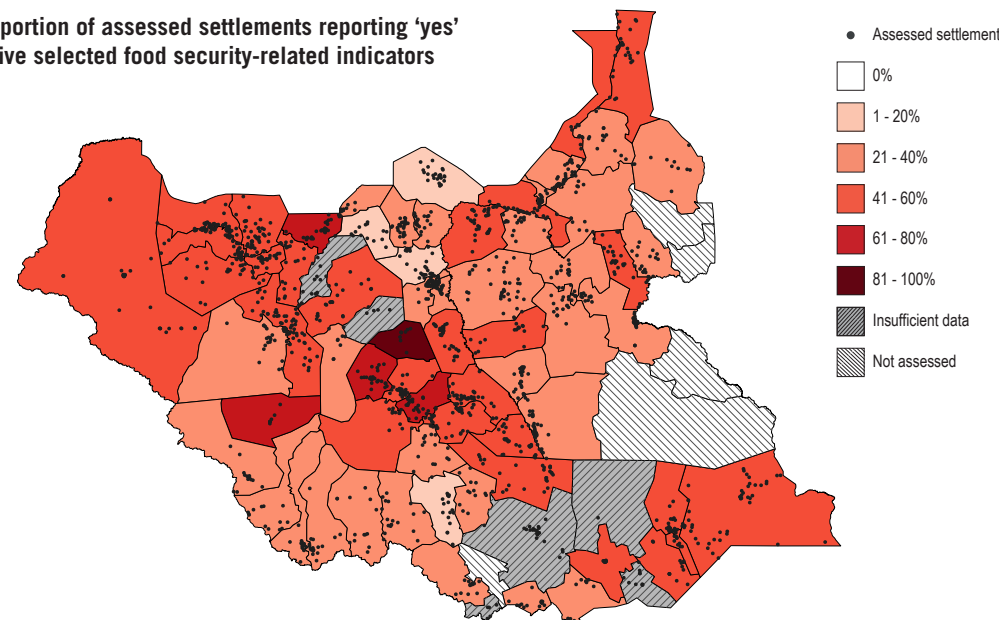 portion of assessed settlements reporting ‘yes’
ive selected food security-related indicators
Assessed settlement
0%
1 - 20%
21 - 40%
41 - 60%
61 - 80%
81 - 100%
Insufficient data
Not assessed